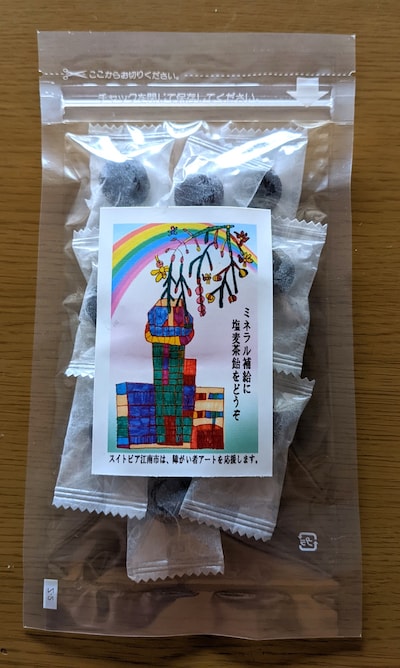 ここからお切りください。
チャックを閉じて保存してください。
ミネラル補給に
塩麦茶飴をどうぞ
スイトピア江南市は、障がい者アートを応援します。
プラ